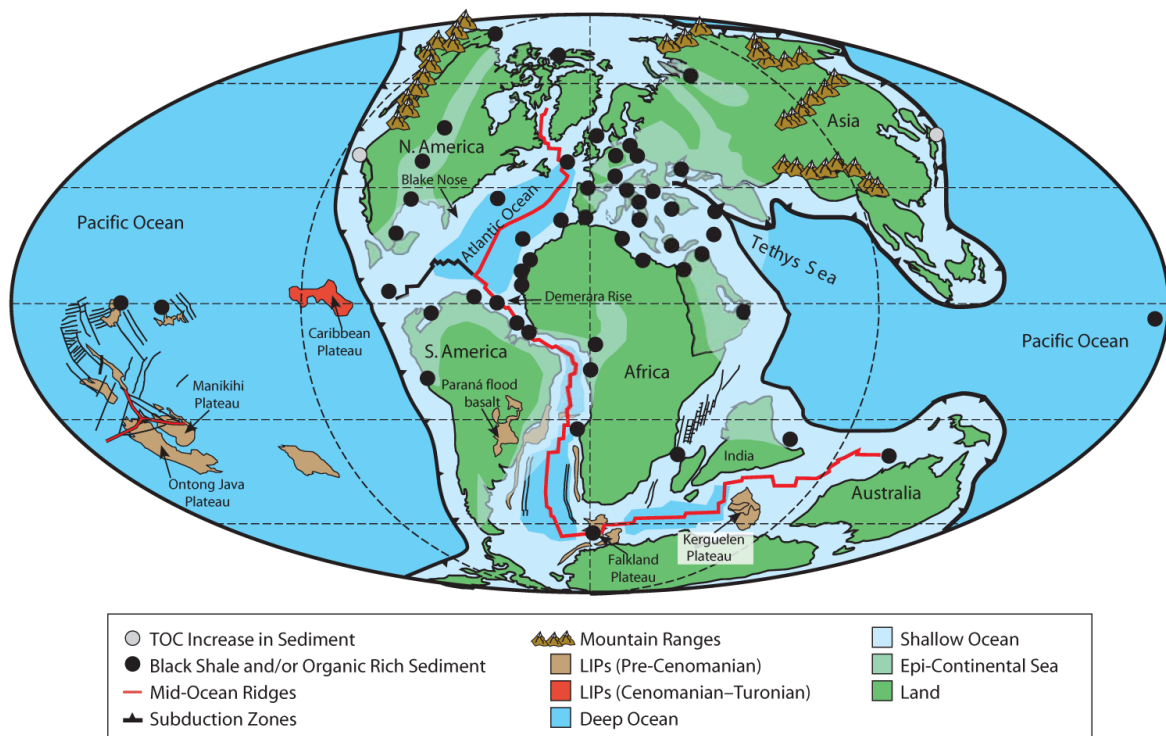 Asia
N. America
Blake Nose
Pacific Ocean
Atlantic Ocean
Tethys Sea
Demerara Rise
Caribbean
Plateau
S. America
Pacific Ocean
Africa
Paraná flood
basalt
Manikihi
Plateau
India
Ontong Java
Plateau
Australia
Kerguelen
Plateau
Falkland
Plateau
TOC Increase in Sediment
Black Shale and/or Organic Rich Sediment
Mid-Ocean Ridges
Subduction Zones
Mountain Ranges
LIPs (Pre-Cenomanian)
LIPs (Cenomanian–Turonian)
Deep Ocean
Shallow Ocean
Epi-Continental Sea
Land